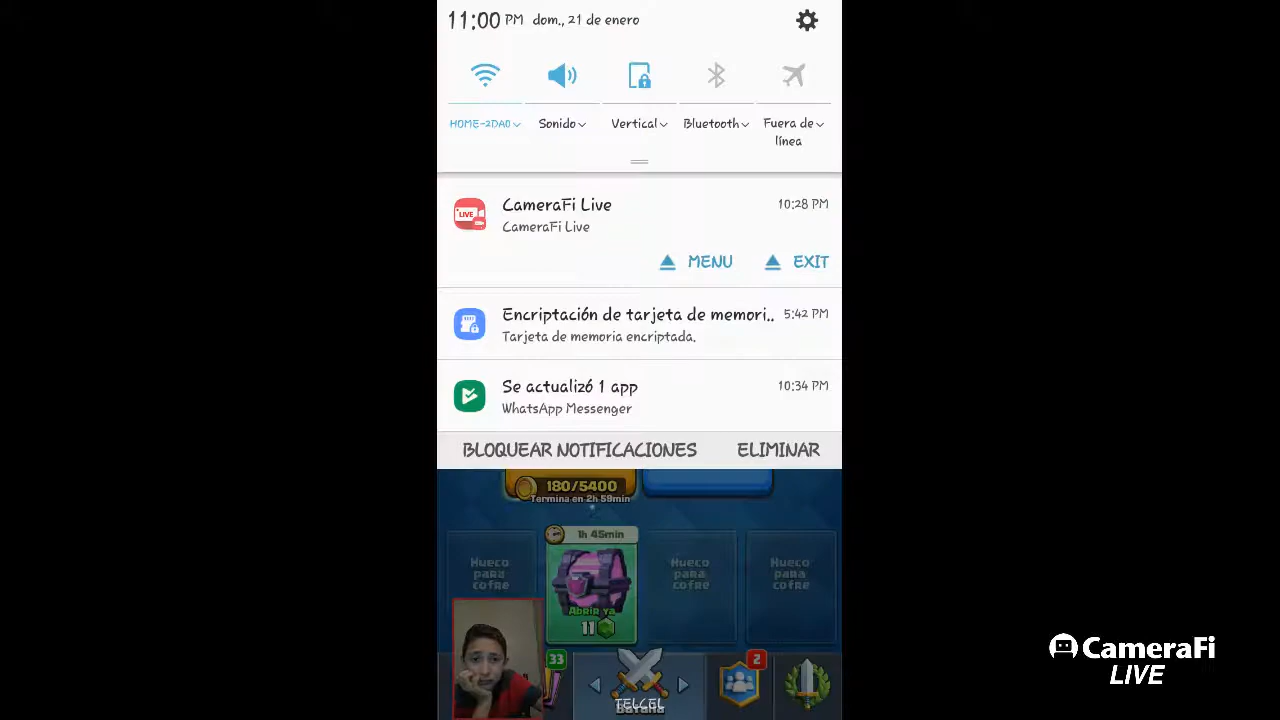 11:00 PM dom., 21 de enero
HOME-2DA0
Sonido
Vertical
Bluetooth
Fuera de
línea
CameraFi Live 10:28 PM
CameraFi Live
MENU EXIT
Encriptación de tarjeta de memori.. 5:42 PM
Tarjeta de memoria encriptada.
Se actualizó 1 app 10:34 PM
WhatsApp Messenger
BLOQUEAR NOTIFICACIONES ELIMINAR
180/5400
Termina en 2h 59min
1h 45min
Hueco
para
cofre
Abrir ya
11
Hueco
para
cofre
Hueco
para
cofre
33
2
Batalla
TELCEL
LIVE
CameraFi
LIVE